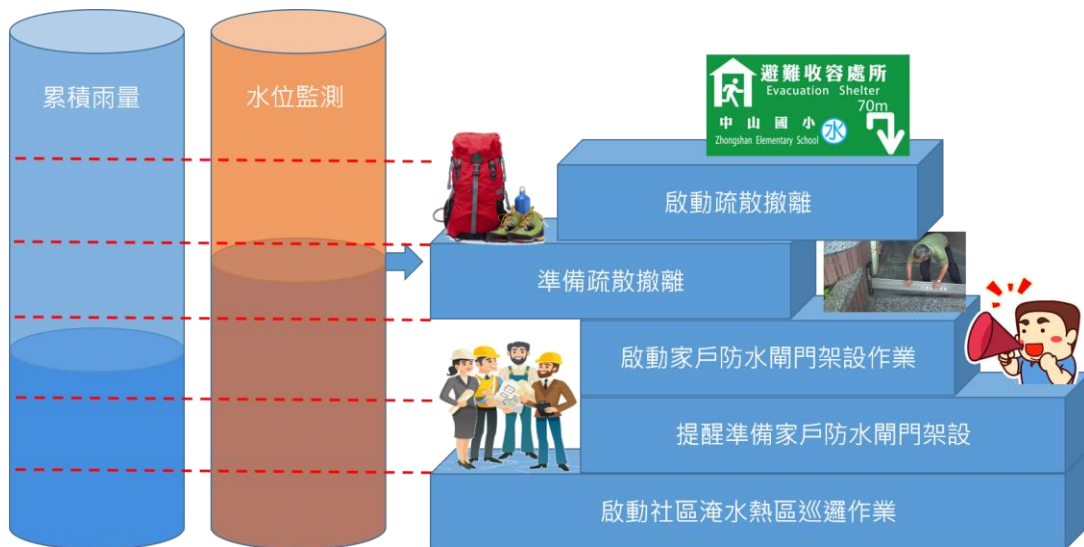 累積雨量
水位監測
避難收容處所
Evacuation Shelter
70m
中山國小
水
Zhongshan Elementary School
啟動疏散撤離
準備疏散撤離
啟動家戶防水閘門架設作業
提醒準備家戶防水閘門架設
啟動社區淹水熱區巡邏作業